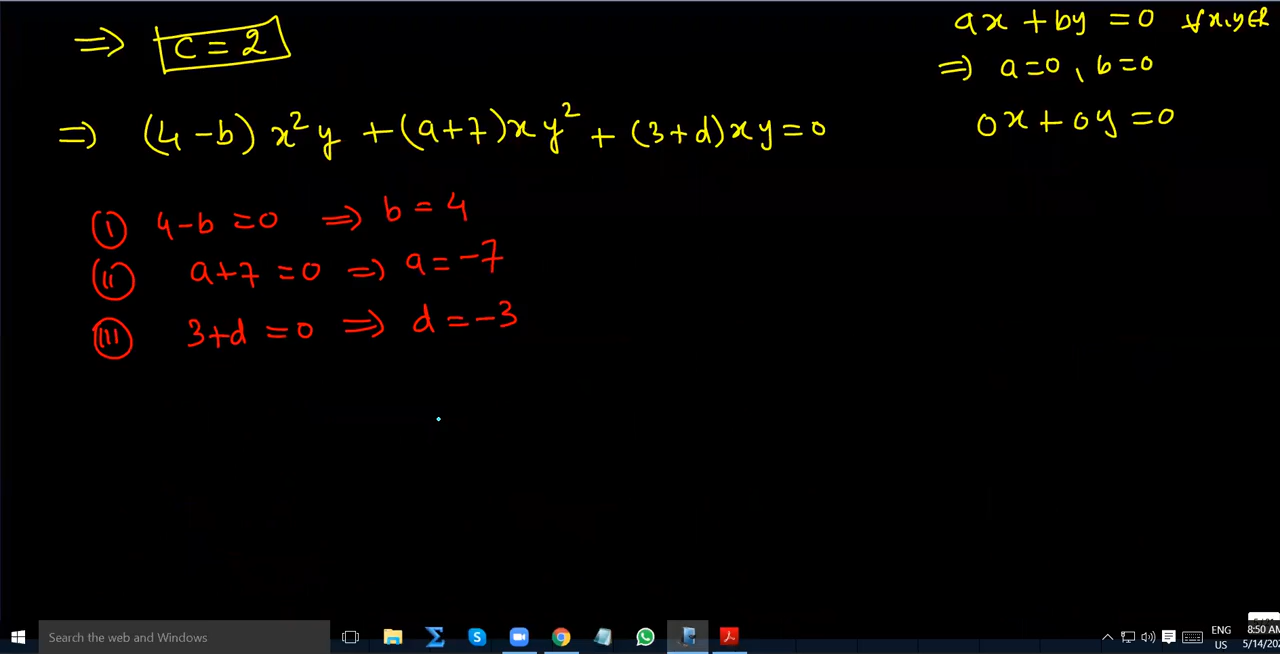 ⇒ c = 2
ax + by = 0 ∀ x, y ∈ R
⇒ a=0, b=0
0x + 0y = 0
⇒ (4-b) x²y + (a+7)xy² + (3+d)xy=0
(i) 4-b =0 ⇒ b = 4
(ii) a+7 =0 ⇒ a = -7
(iii) 3+d =0 ⇒ d = -3
Search the web and Windows
ENG
US
8:50 AM